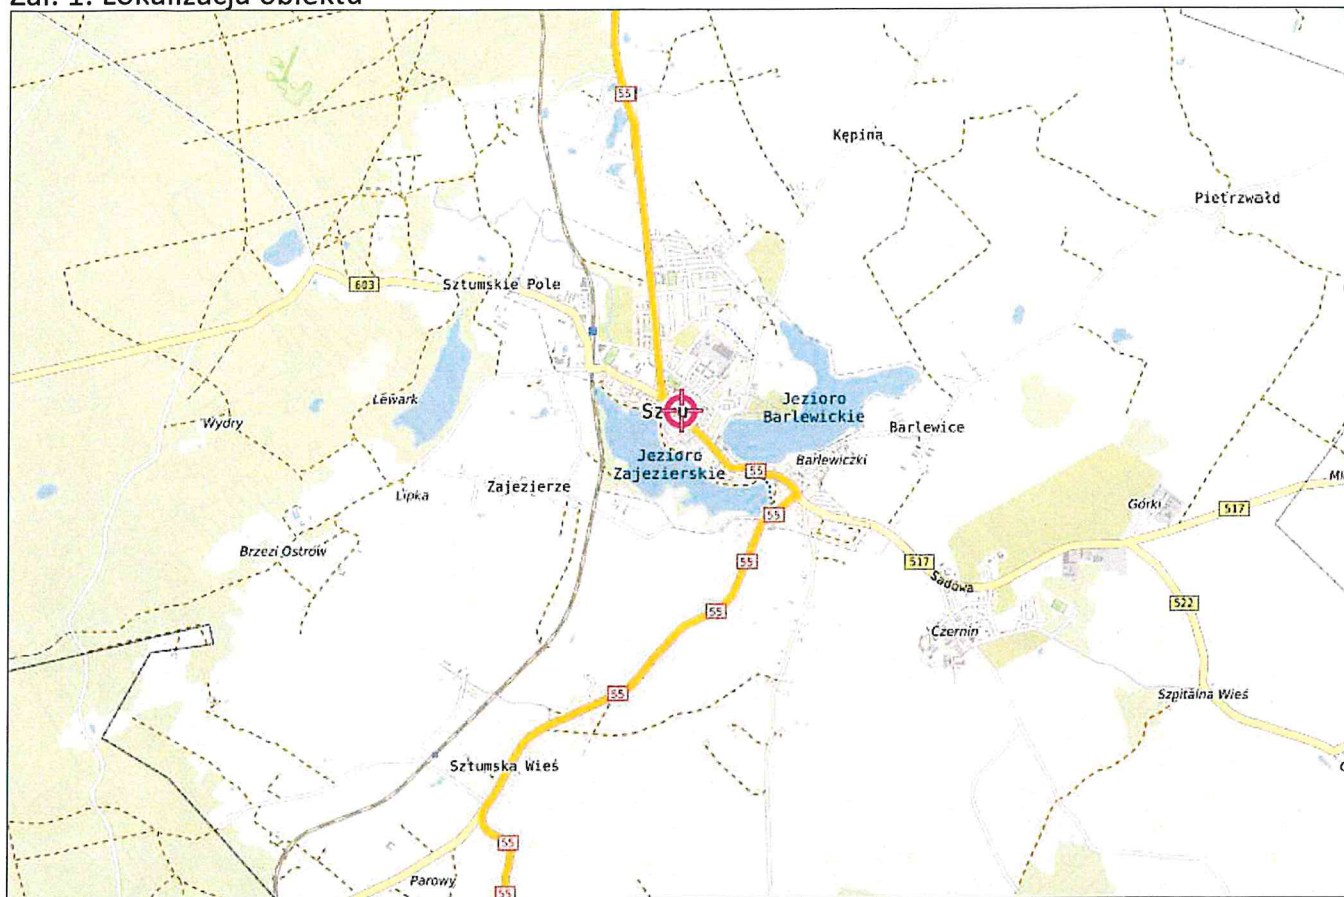 Zał. 1. Lokalizacja obiektu
55
Kępina
Pietrzwałd
603
Sztumskie Pole
Lewark
Wydry
Jezioro
Barlewickie
Barlewice
Jezioro
Zajezierskie
55
Barlewiczki
Zajezierze
Lipka
Górki
517
55
Brzezi Ostrów
55
517
Sadowa
55
522
Czernin
55
Szpitalna Wieś
Sztumska Wieś
55
Parowy
55